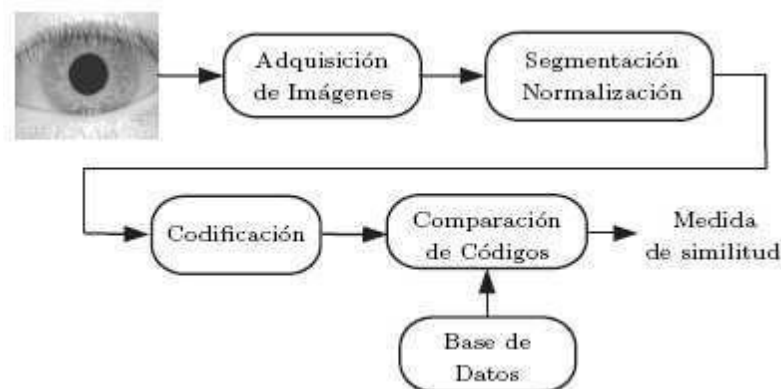 Adquisición
de Imágenes
Segmentación
Normalización
Codificación
Comparación
de Códigos
Medida
de similitud
Base de
Datos